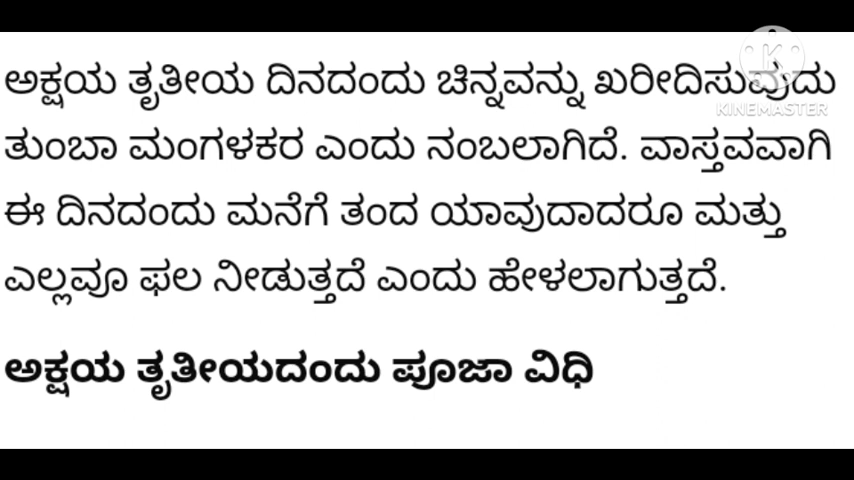 ಅಕ್ಷಯ ತೃತೀಯ ದಿನದಂದು ಚಿನ್ನವನ್ನು ಖರೀದಿಸುವುದು
KINEMASTER
ತುಂಬಾ ಮಂಗಳಕರ ಎಂದು ನಂಬಲಾಗಿದೆ. ವಾಸ್ತವವಾಗಿ
ಈ ದಿನದಂದು ಮನೆಗೆ ತಂದ ಯಾವುದಾದರೂ ಮತ್ತು
ಎಲ್ಲವೂ ಫಲ ನೀಡುತ್ತದೆ ಎಂದು ಹೇಳಲಾಗುತ್ತದೆ.
ಅಕ್ಷಯ ತೃತೀಯದಂದು ಪೂಜಾ ವಿಧಿ